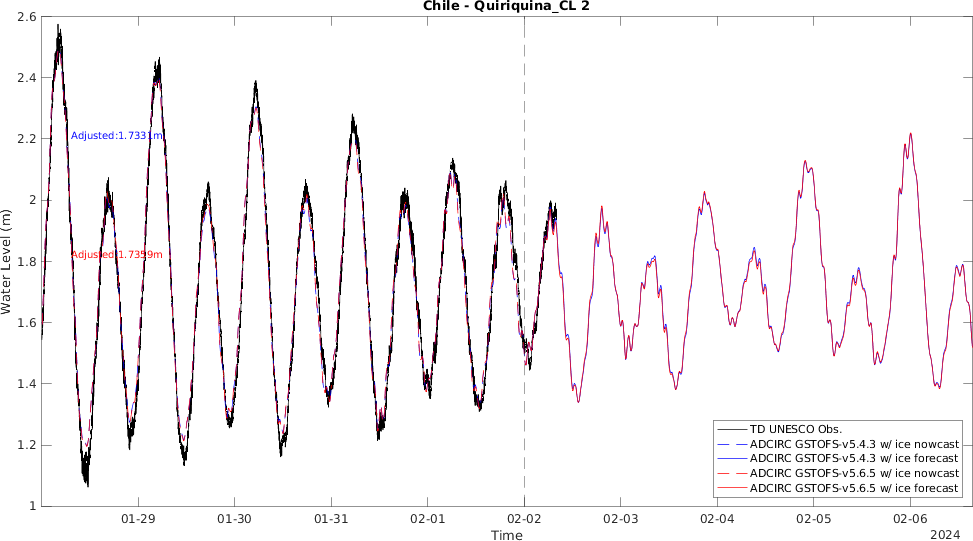 Chile - Quiriquina_CL 2
2.6
2.4
2.2
2
1.8
1.6
1.4
1.2
1
Water Level (m)
Adjusted:1.7331m
Adjusted:1.7359m
TD UNESCO Obs.
ADCIRC GSTOFS-v5.4.3 w/ ice nowcast
ADCIRC GSTOFS-v5.4.3 w/ ice forecast
ADCIRC GSTOFS-v5.6.5 w/ ice nowcast
ADCIRC GSTOFS-v5.6.5 w/ ice forecast
01-29 01-30 01-31 02-01 02-02 02-03 02-04 02-05 02-06
Time
2024